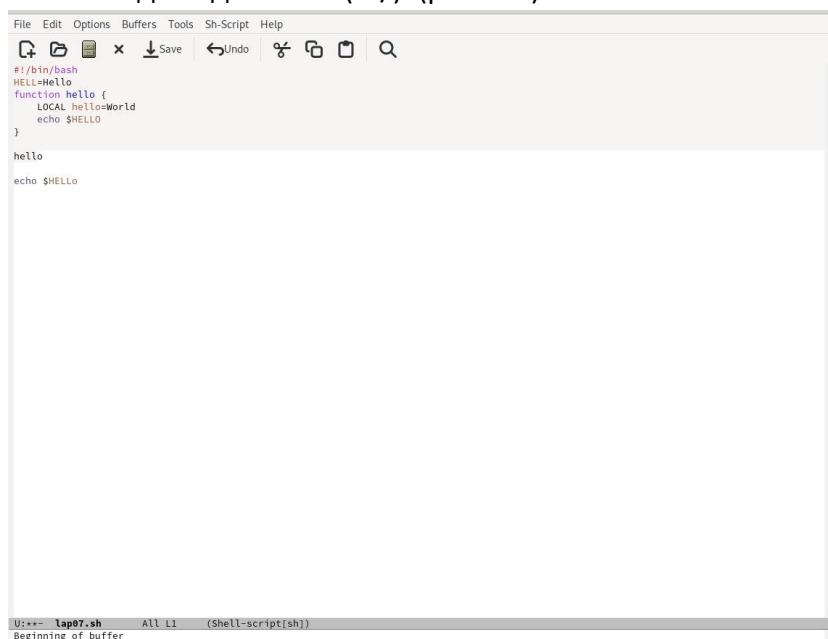 File Edit Options Buffers Tools Sh-Script Help
Save Undo
#!/bin/bash
HELL=Hello
function hello {
    LOCAL hello=World
    echo $HELLO
}
hello
echo $HELLo
U:**- lap07.sh All L1 (Shell-script[sh])
Beginning of buffer